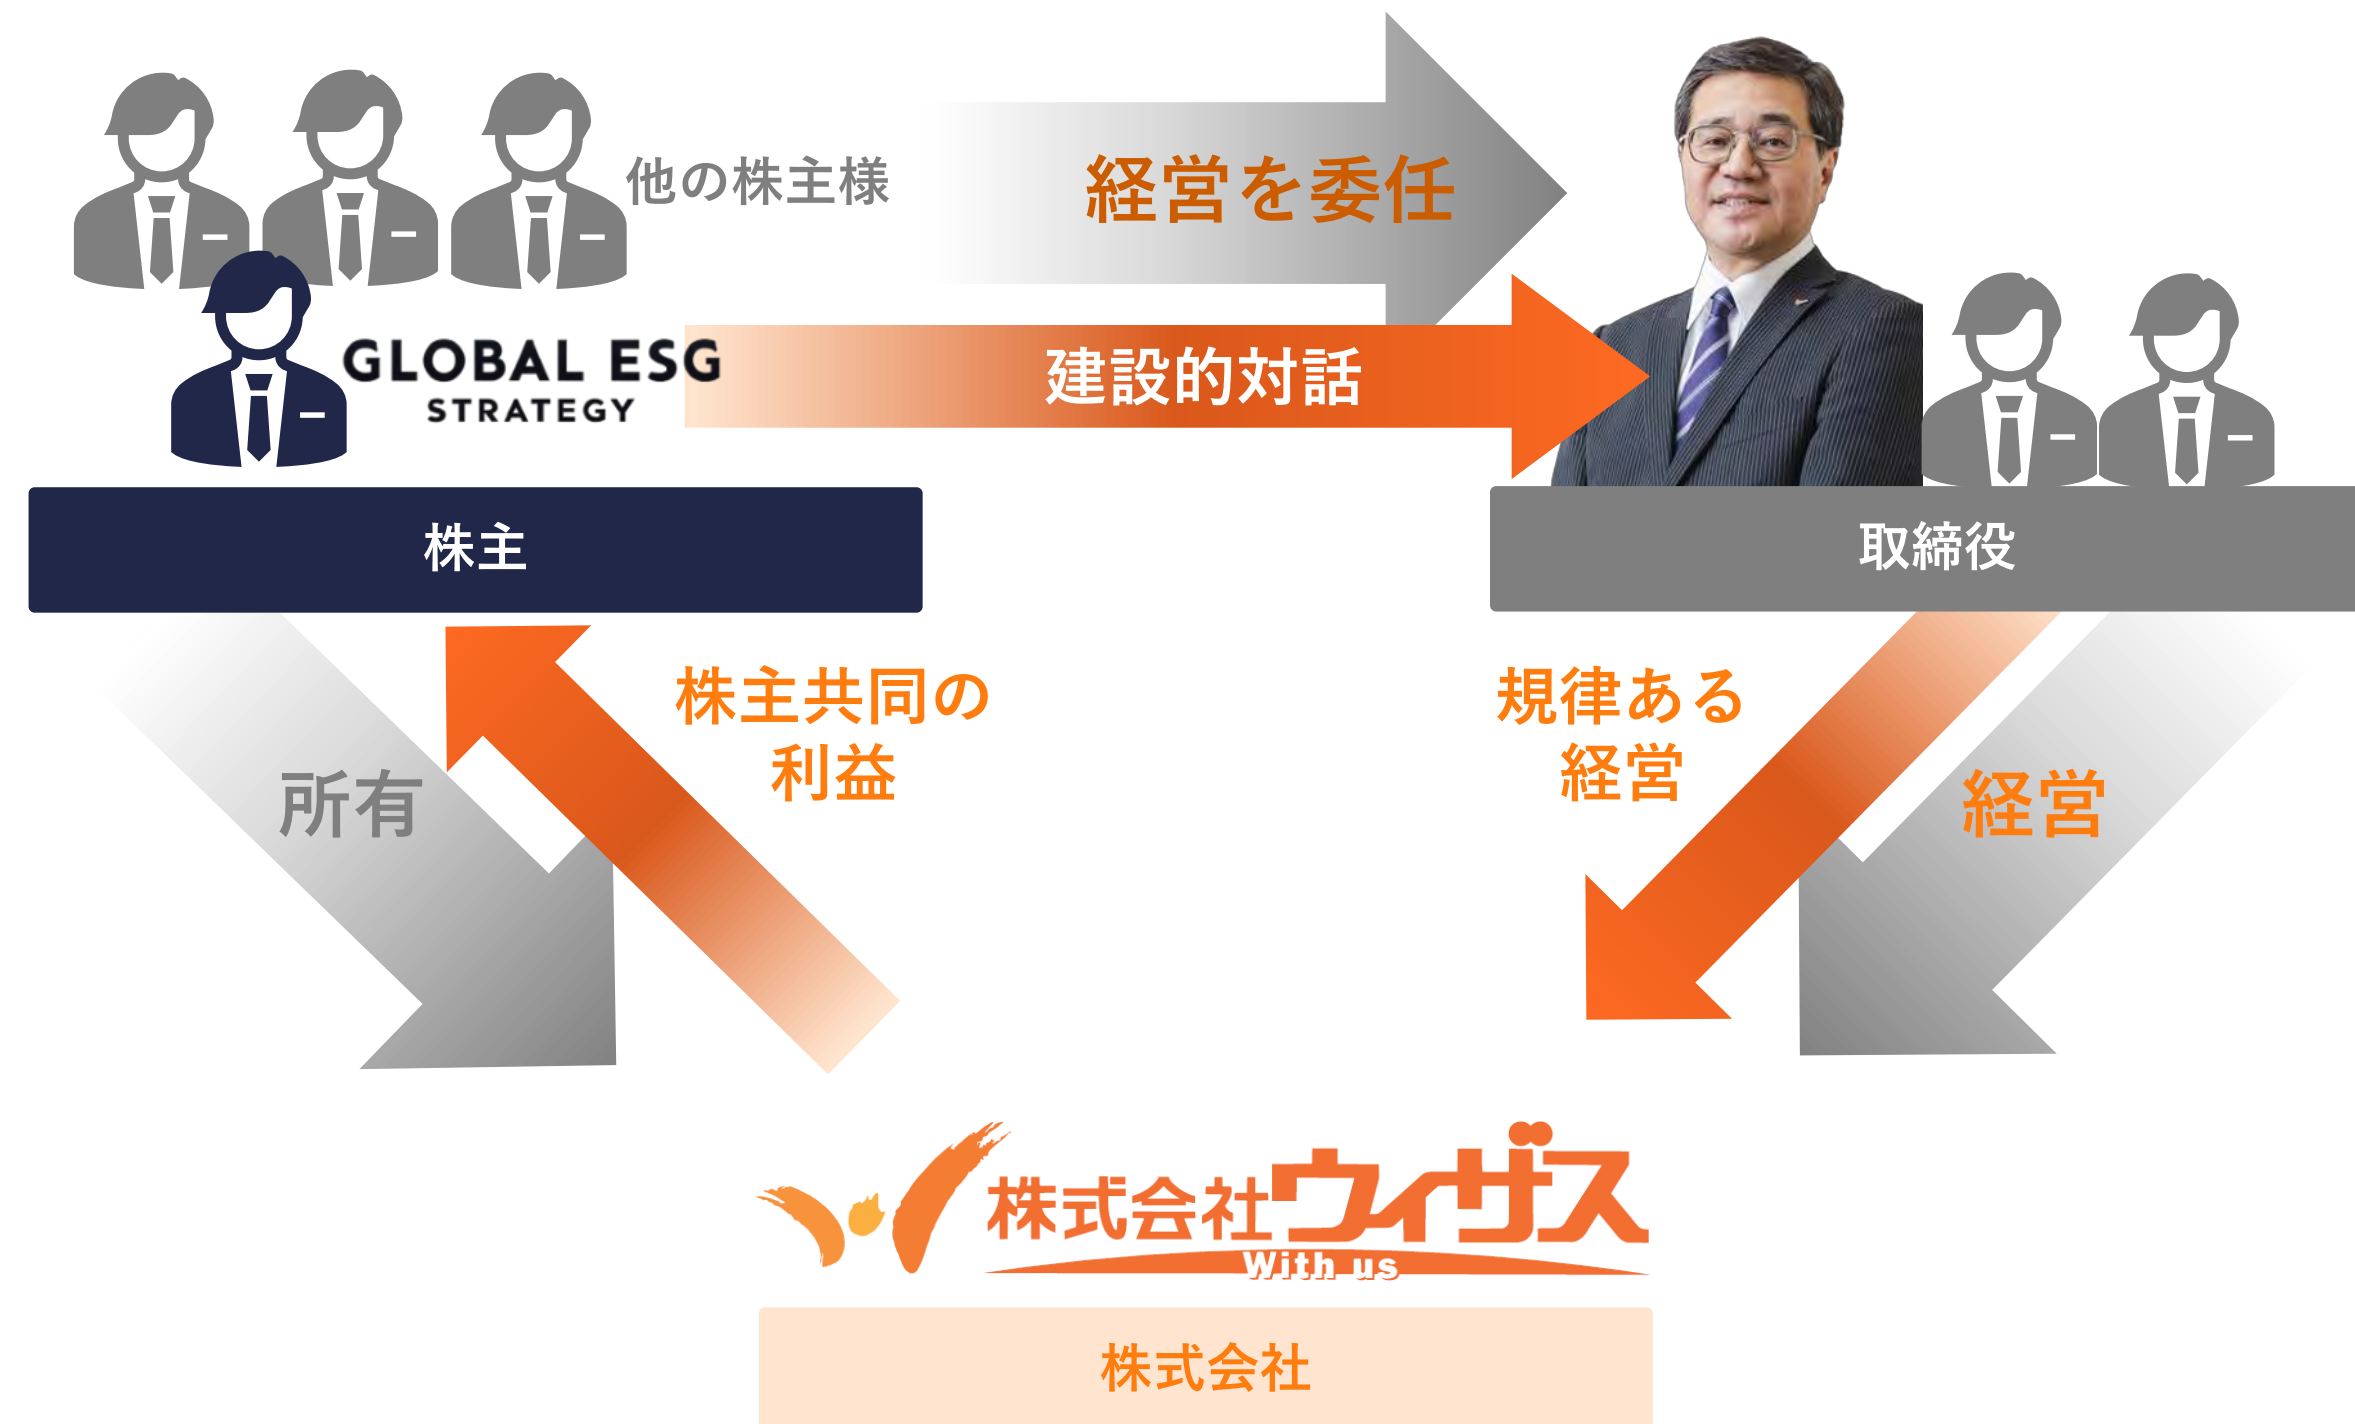 他の株主様
経営を委任
GLOBAL ESG
STRATEGY
建設的対話
株主
取締役
株主共同の
利益
規律ある
経営
所有
経営
株式会社ウィザス
With us
株式会社